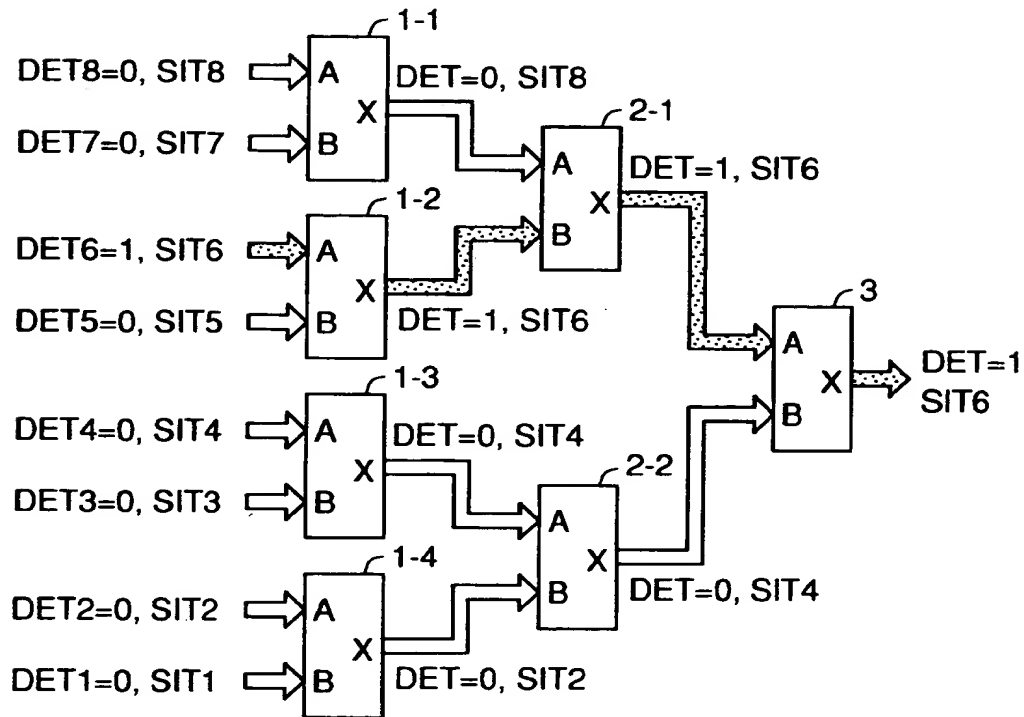 1-1
DET8=0, SIT8
A
DET=0, SIT8
X
DET7=0, SIT7
B
2-1
A
DET=1, SIT6
X
B
1-2
DET6=1, SIT6
A
X
DET5=0, SIT5
B
DET=1, SIT6
3
A
X
B
DET=1
SIT6
1-3
DET4=0, SIT4
A
DET=0, SIT4
X
DET3=0, SIT3
B
2-2
A
X
B
DET=0, SIT4
1-4
DET2=0, SIT2
A
X
DET1=0, SIT1
B
DET=0, SIT2